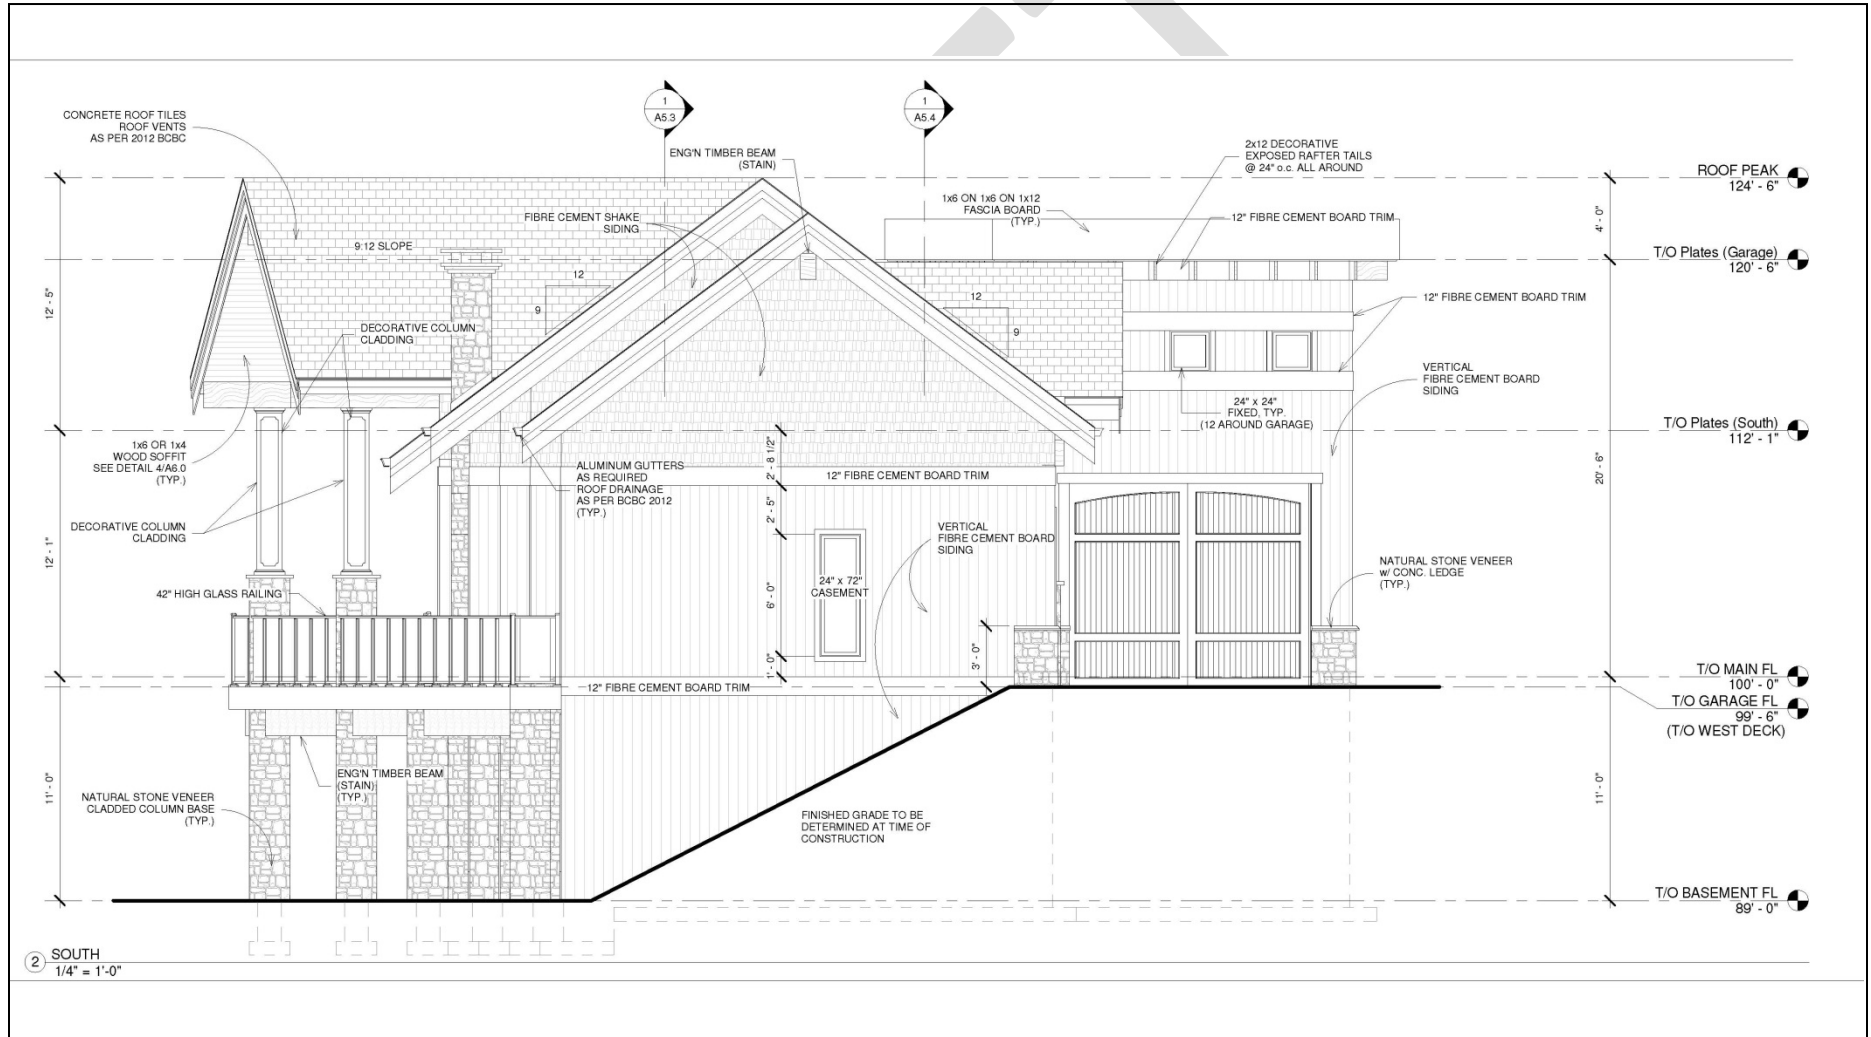 1
A5.3
1
A5.4
CONCRETE ROOF TILES
ROOF VENTS
AS PER 2012 BCBC
ENG'N TIMBER BEAM
(STAIN)
2x12 DECORATIVE
EXPOSED RAFTER TAILS
@ 24" o.c. ALL AROUND
ROOF PEAK
124' - 6"
1x6 ON 1x6 ON 1x12
FASCIA BOARD
(TYP.)
FIBRE CEMENT SHAKE
SIDING
12" FIBRE CEMENT BOARD TRIM
4' - 0"
9:12 SLOPE
T/O Plates (Garage)
120' - 6"
12
9
12
9
12' - 5"
12" FIBRE CEMENT BOARD TRIM
DECORATIVE COLUMN
CLADDING
VERTICAL
FIBRE CEMENT BOARD
SIDING
24" x 24"
FIXED, TYP.
(12 AROUND GARAGE)
T/O Plates (South)
112' - 1"
1x6 OR 1x4
WOOD SOFFIT
SEE DETAIL 4/A6.0
(TYP.)
ALUMINUM GUTTERS
AS REQUIRED
ROOF DRAINAGE
AS PER BCBC 2012
(TYP.)
2' - 8 1/2"
12" FIBRE CEMENT BOARD TRIM
20' - 6"
2' - 5"
DECORATIVE COLUMN
CLADDING
VERTICAL
FIBRE CEMENT BOARD
SIDING
12' - 1"
NATURAL STONE VENEER
w/ CONC. LEDGE
(TYP.)
24" x 72"
CASEMENT
6' - 0"
42" HIGH GLASS RAILING
3' - 0"
1' - 0"
T/O MAIN FL
100' - 0"
12" FIBRE CEMENT BOARD TRIM
T/O GARAGE FL
99' - 6"
(T/O WEST DECK)
ENG'N TIMBER BEAM
(STAIN)
(TYP.)
11' - 0"
11' - 0"
NATURAL STONE VENEER
CLADDED COLUMN BASE
(TYP.)
FINISHED GRADE TO BE
DETERMINED AT TIME OF
CONSTRUCTION
T/O BASEMENT FL
89' - 0"
2
SOUTH
1/4" = 1'-0"